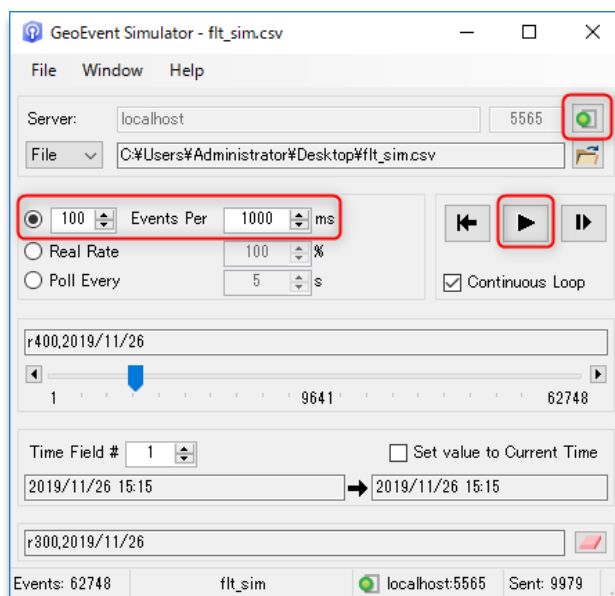 GeoEvent Simulator - flt_sim.csv
File Window Help
Server: localhost 5565
File C:¥Users¥Administrator¥Desktop¥flt_sim.csv
100 Events Per 1000 ms
Real Rate 100 %
Poll Every 5 s
Continuous Loop
r400,2019/11/26
1 9641 62748
Time Field # 1 Set value to Current Time
2019/11/26 15:15 2019/11/26 15:15
r300,2019/11/26
Events: 62748 flt_sim localhost:5565 Sent: 9979